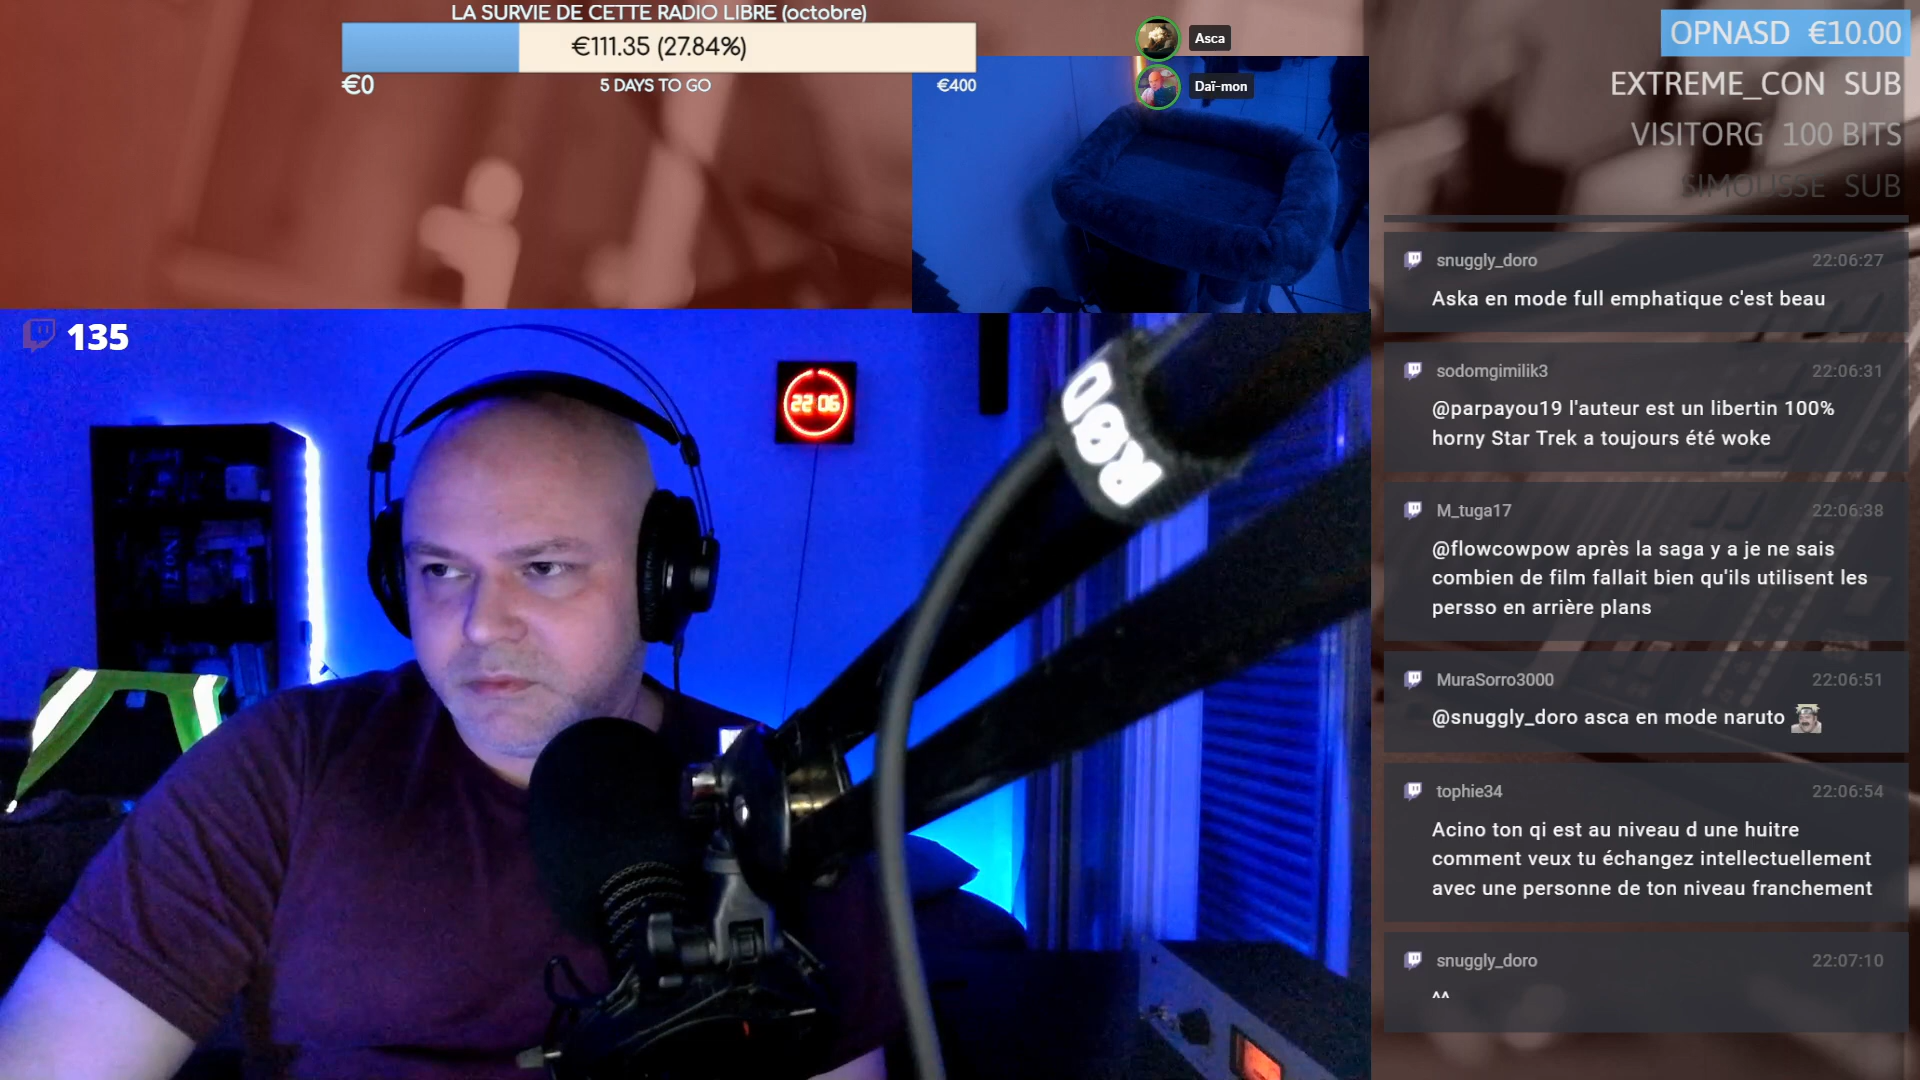 LA SURVIE DE CETTE RADIO LIBRE (octobre)
€111.35 (27.84%)
€0
5 DAYS TO GO
€400
Asca
Daï-mon
OPNASD €10.00
EXTREME_CON SUB
VISITORG 100 BITS
SIMOUSSE SUB
135
22:06
RØD
snuggly_doro 22:06:27
Aska en mode full emphatique c'est beau
sodomgimilik3 22:06:31
@parpayou19 l'auteur est un libertin 100%
horny Star Trek a toujours été woke
M_tuga17 22:06:38
@flowcowpow après la saga y a je ne sais
combien de film fallait bien qu'ils utilisent les
persso en arrière plans
MuraSorro3000 22:06:51
@snuggly_doro asca en mode naruto
tophie34 22:06:54
Acino ton qi est au niveau d une huitre
comment veux tu échangez intellectuellement
avec une personne de ton niveau franchement
snuggly_doro 22:07:10
^^